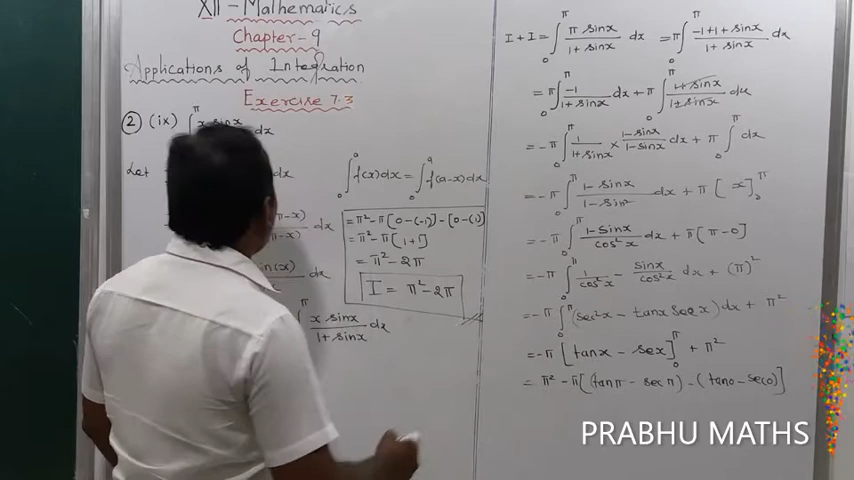 XII - Mathematics
Chapter - 9
Applications of Integration
Exercise 7.3
② (ix) ∫₀^π x sinx dx
Let dx
π-x) / π-x) dx
sin(x) dx
x sinx / 1+sinx dx
∫₀^a f(x)dx = ∫₀^a f(a-x)dx
= π² - π[0-(-1)] - [0-(1)]
= π² - π[1+1]
= π² - 2π
I = π² - 2π
I + I = ∫₀^π π sinx / 1+sinx dx = π ∫₀^π -1+1+sinx / 1+sinx dx
= π ∫₀^π -1 / 1+sinx dx + π ∫₀^π 1+sinx / 1+sinx dx
= -π ∫₀^π 1 / 1+sinx × 1-sinx / 1-sinx dx + π ∫₀^π dx
= -π ∫₀^π 1-sinx / 1-sin²x dx + π [x]₀^π
= -π ∫₀^π 1-sinx / cos²x dx + π[π-0]
= -π ∫₀^π 1/cos²x - sinx/cos²x dx + (π)²
= -π ∫₀^π (sec²x - tanx secx) dx + π²
= -π [tanx - secx]₀^π + π²
= π² - π[(tanπ - secπ) - (tan0 - sec0)]
PRABHU MATHS